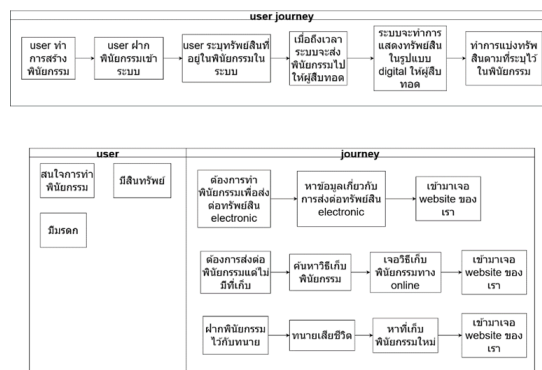 user journey
user ทำ
การสร้าง
พินัยกรรม
user ฝาก
พินัยกรรมเข้า
ระบบ
user ระบุทรัพย์สินที่
อยู่ในพินัยกรรมใน
ระบบ
เมื่อถึงเวลา
ระบบจะส่ง
พินัยกรรมไป
ให้ผู้สืบทอด
ระบบจะทำการ
แสดงทรัพย์สิน
ในรูปแบบ
digital ให้ผู้สืบ
ทอด
ทำการแบ่งทรัพ
สินตามที่ระบุไว้
ในพินัยกรรม
user
journey
สนใจการทำ
พินัยกรรม
มีสินทรัพย์
มีมรดก
ต้องการทำ
พินัยกรรมเพื่อส่ง
ต่อทรัพย์สิน
electronic
หาข้อมูลเกี่ยวกับ
การส่งต่อทรัพย์สิน
electronic
เข้ามาเจอ
website ของ
เรา
ต้องการส่งต่อ
พินัยกรรมแต่ไม่
มีที่เก็บ
ค้นหาวิธีเก็บ
พินัยกรรม
เจอวิธีเก็บ
พินัยกรรมทาง
online
เข้ามาเจอ
website ของ
เรา
ฝากพินัยกรรม
ไว้กับทนาย
ทนายเสียชีวิต
หาที่เก็บ
พินัยกรรมใหม่
เข้ามาเจอ
website ของ
เรา